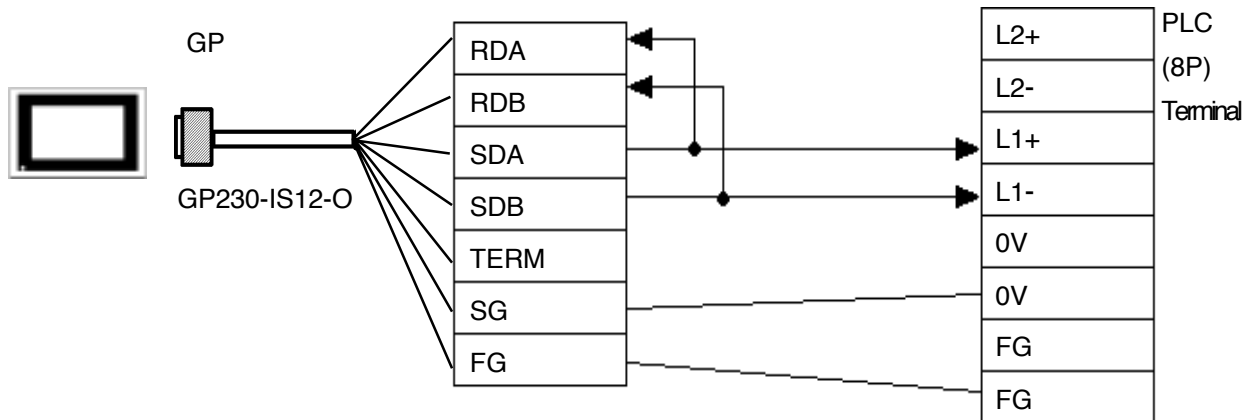 GP
GP230-IS12-O
RDA
RDB
SDA
SDB
TERM
SG
FG
L2+
L2-
L1+
L1-
0V
0V
FG
FG
PLC
(8P)
Terminal